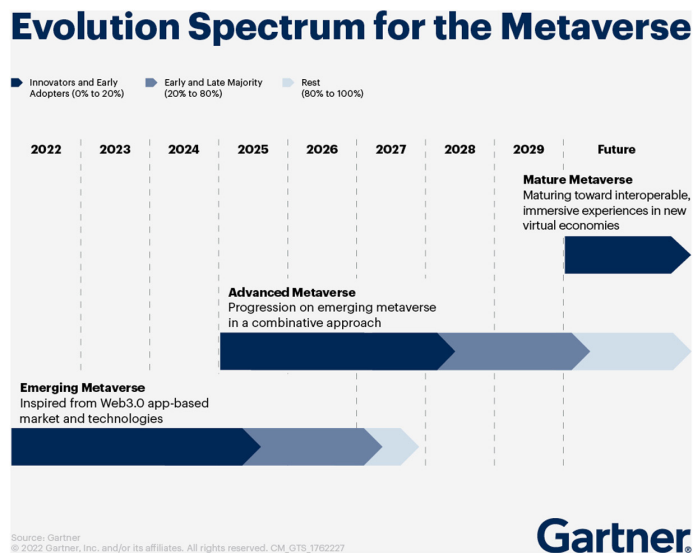 Evolution Spectrum for the Metaverse
Innovators and Early
Adopters (0% to 20%)
Early and Late Majority
(20% to 80%)
Rest
(80% to 100%)
2022 2023 2024 2025 2026 2027 2028 2029 Future
Mature Metaverse
Maturing toward interoperable,
immersive experiences in new
virtual economies
Advanced Metaverse
Progression on emerging metaverse
in a combinative approach
Emerging Metaverse
Inspired from Web3.0 app-based
market and technologies
Source: Gartner
© 2022 Gartner, Inc. and/or its affiliates. All rights reserved. CM_GTS_1762227
Gartner®